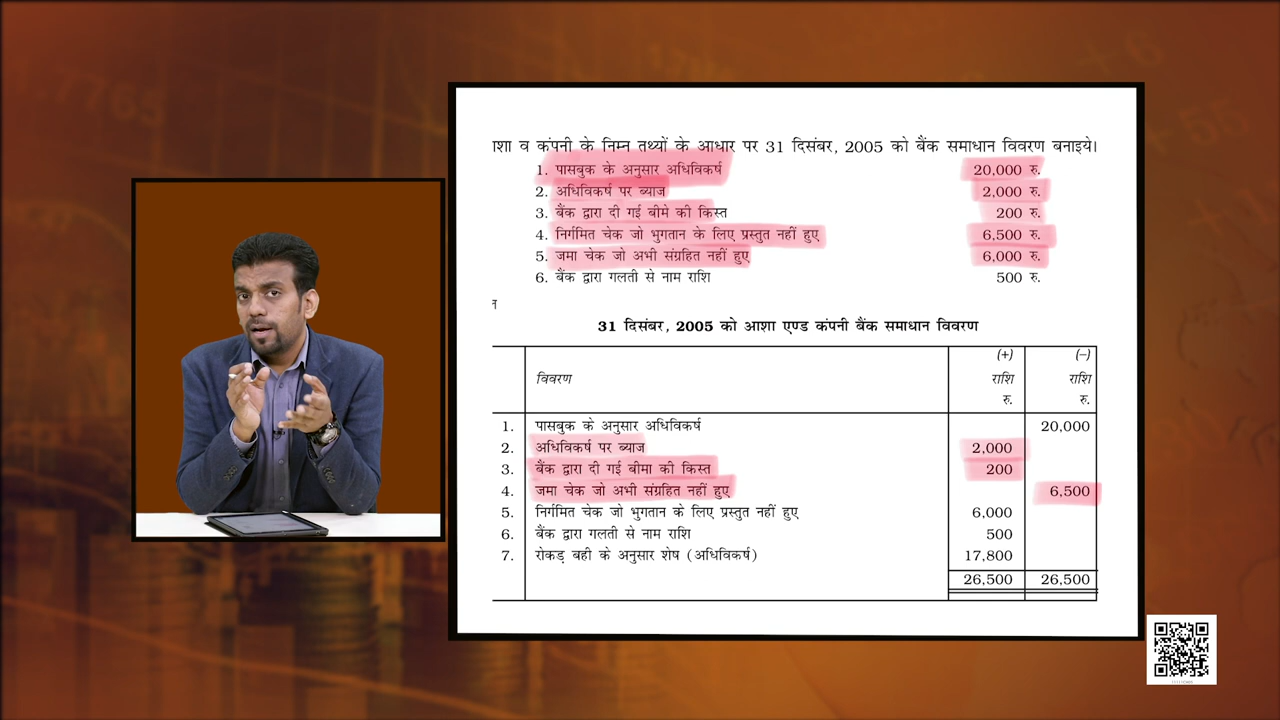 शा व कंपनी के निम्न तथ्यों के आधार पर 31 दिसंबर, 2005 को बैंक समाधान विवरण बनाइये।
1. पासबुक के अनुसार अधिविकर्ष 20,000 रु.
2. अधिविकर्ष पर ब्याज 2,000 रु.
3. बैंक द्वारा दी गई बीमे की किस्त 200 रु.
4. निर्गमित चेक जो भुगतान के लिए प्रस्तुत नहीं हुए 6,500 रु.
5. जमा चेक जो अभी संग्रहित नहीं हुए 6,000 रु.
6. बैंक द्वारा गलती से नाम राशि 500 रु.
31 दिसंबर, 2005 को आशा एण्ड कंपनी बैंक समाधान विवरण
(+) (–)
विवरण राशि राशि
रु. रु.
1. पासबुक के अनुसार अधिविकर्ष 20,000
2. अधिविकर्ष पर ब्याज 2,000
3. बैंक द्वारा दी गई बीमा की किस्त 200
4. जमा चेक जो अभी संग्रहित नहीं हुए 6,500
5. निर्गमित चेक जो भुगतान के लिए प्रस्तुत नहीं हुए 6,000
6. बैंक द्वारा गलती से नाम राशि 500
7. रोकड़ बही के अनुसार शेष (अधिविकर्ष) 17,800
26,500 26,500